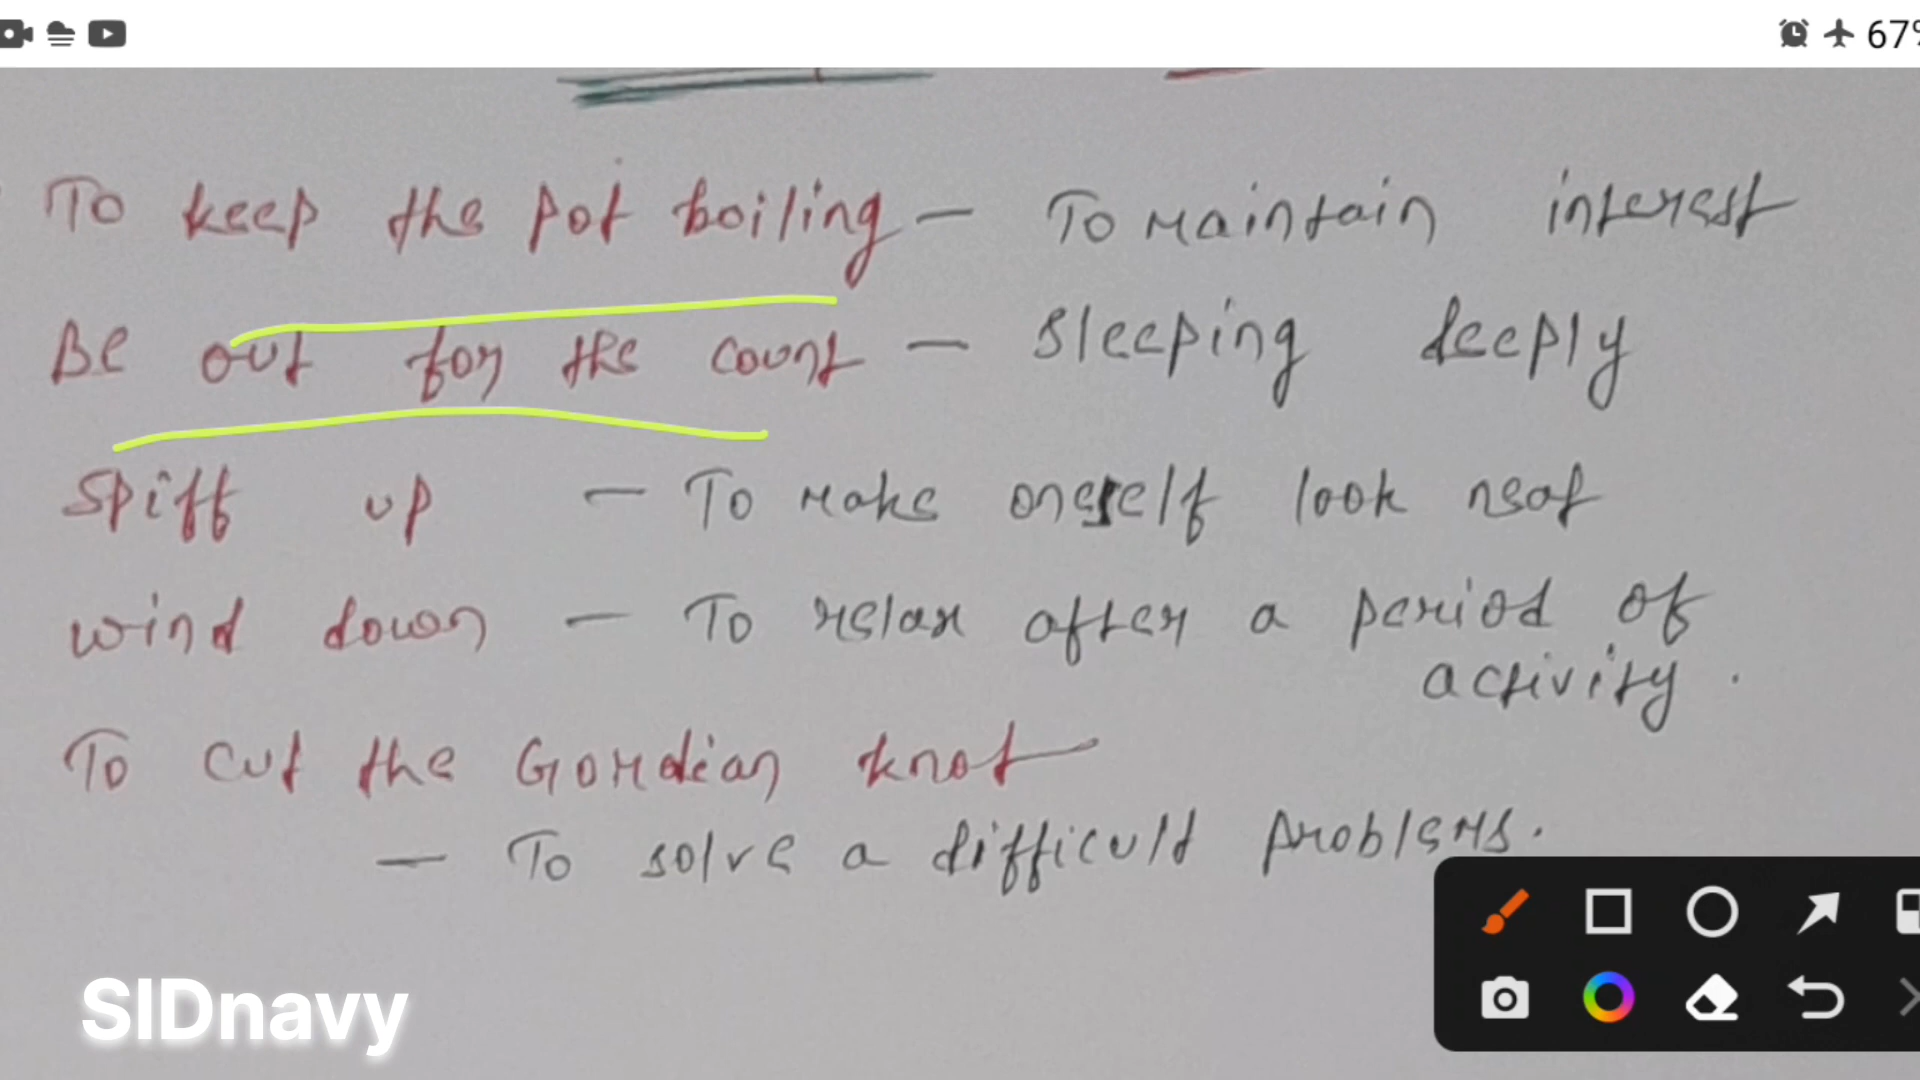 67%
To keep the pot boiling — To maintain interest
Be out for the count — sleeping deeply
Spiff up — To make oneself look neat
wind down — To relax after a period of
activity.
To cut the Gordian knot
— To solve a difficult problems.
SIDnavy